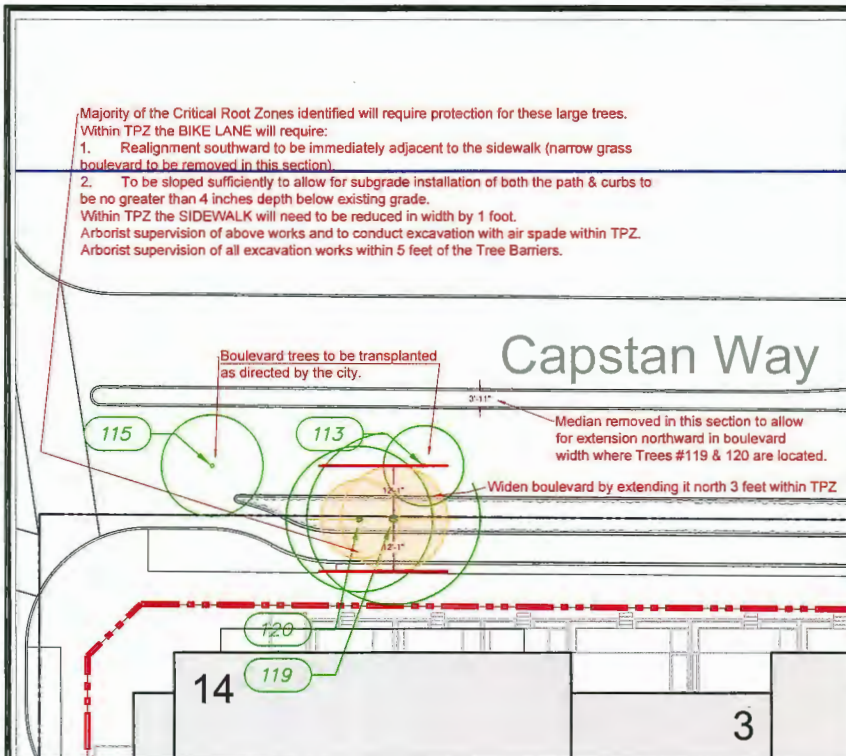 Majority of the Critical Root Zones identified will require protection for these large trees.
Within TPZ the BIKE LANE will require:
1. Realignment southward to be immediately adjacent to the sidewalk (narrow grass
boulevard to be removed in this section).
2. To be sloped sufficiently to allow for subgrade installation of both the path & curbs to
be no greater than 4 inches depth below existing grade.
Within TPZ the SIDEWALK will need to be reduced in width by 1 foot.
Arborist supervision of above works and to conduct excavation with air spade within TPZ.
Arborist supervision of all excavation works within 5 feet of the Tree Barriers.
Boulevard trees to be transplanted
as directed by the city.
Capstan Way
3'-11"
115
113
Median removed in this section to allow
for extension northward in boulevard
width where Trees #119 & 120 are located.
Widen boulevard by extending it north 3 feet within TPZ
12'-1"
12'-1"
120
119
14
3